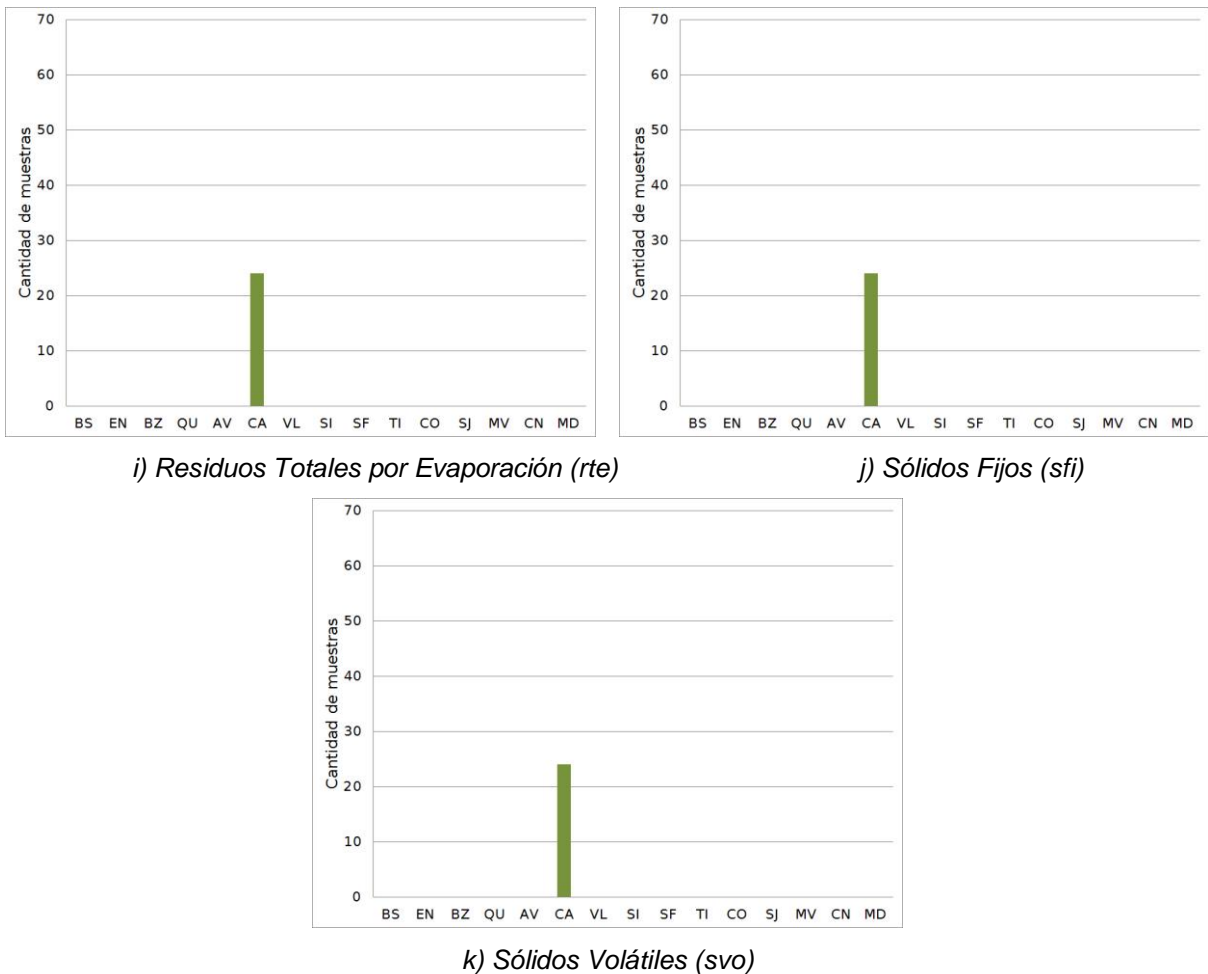 70
60
50
40
30
20
10
0
Cantidad de muestras
BS EN BZ QU AV CA VL SI SF TI CO SJ MV CN MD
i) Residuos Totales por Evaporación (rte)
70
60
50
40
30
20
10
0
Cantidad de muestras
BS EN BZ QU AV CA VL SI SF TI CO SJ MV CN MD
j) Sólidos Fijos (sfi)
70
60
50
40
30
20
10
0
Cantidad de muestras
BS EN BZ QU AV CA VL SI SF TI CO SJ MV CN MD
k) Sólidos Volátiles (svo)